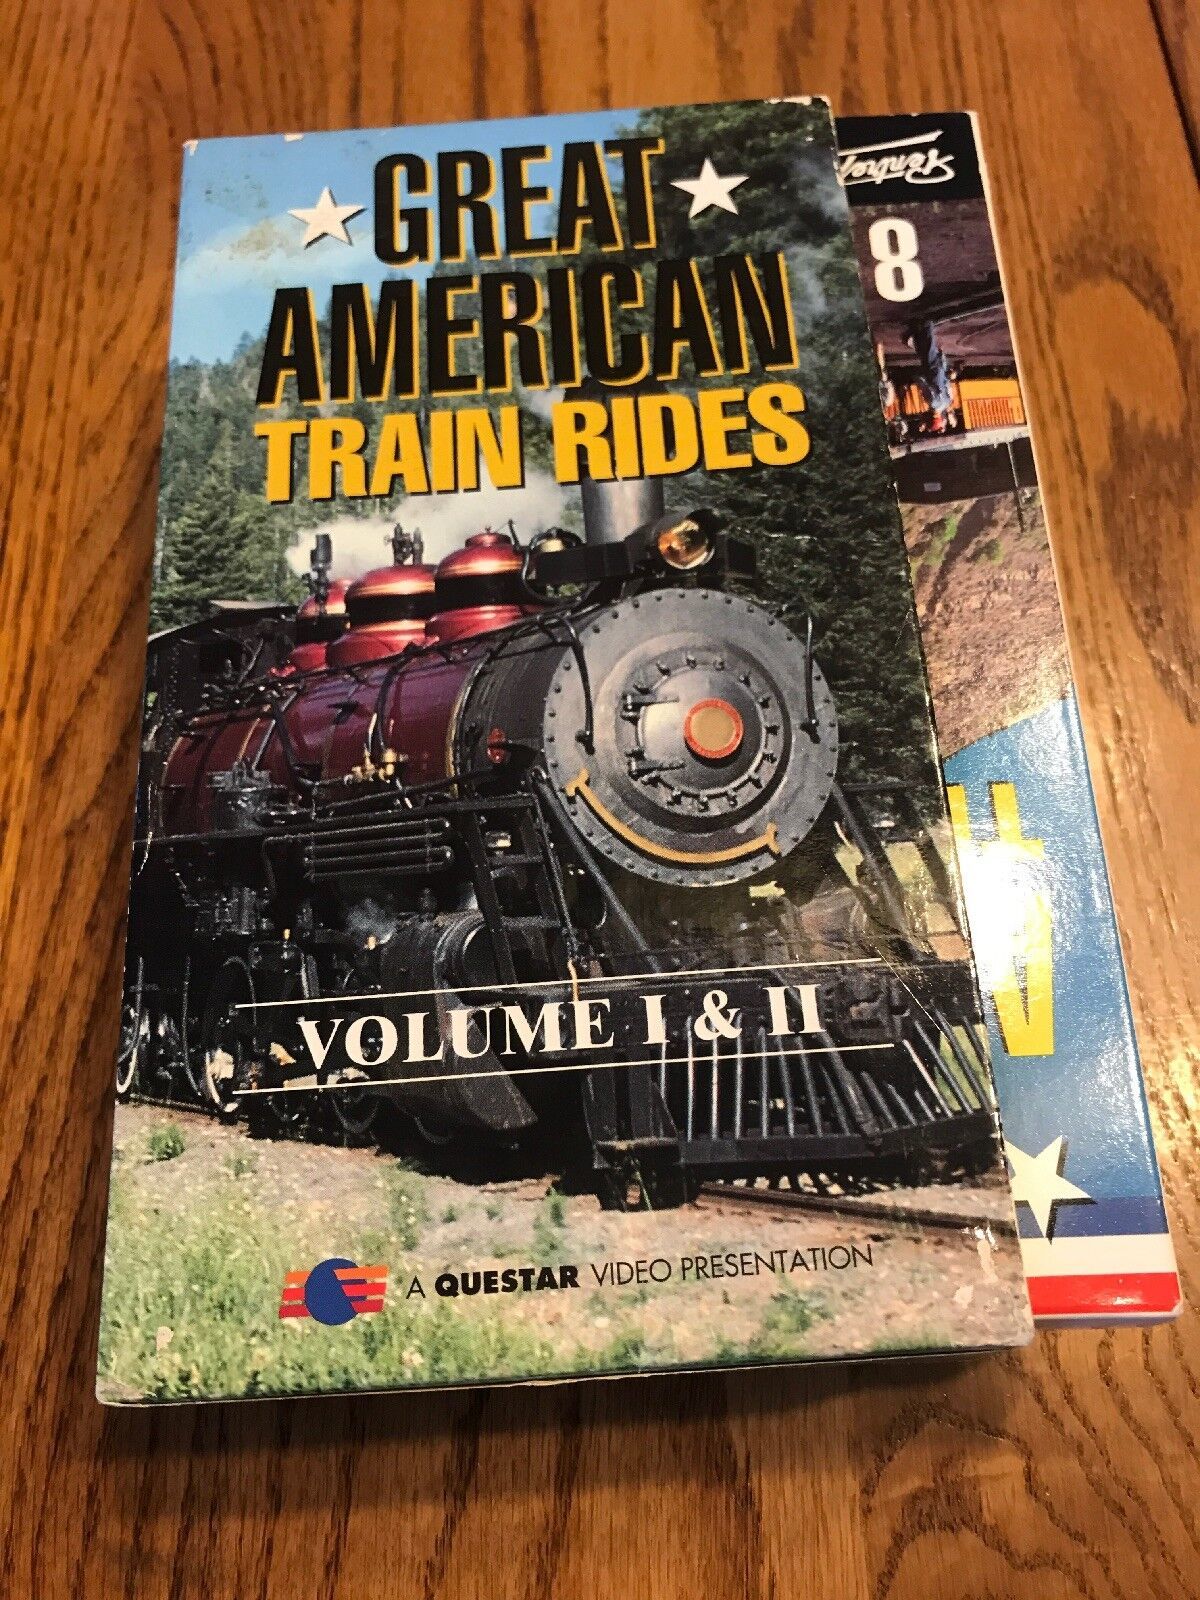 GREAT
AMERICAN
TRAIN RIDES
VOLUME I & II
A QUESTAR VIDEO PRESENTATION
8